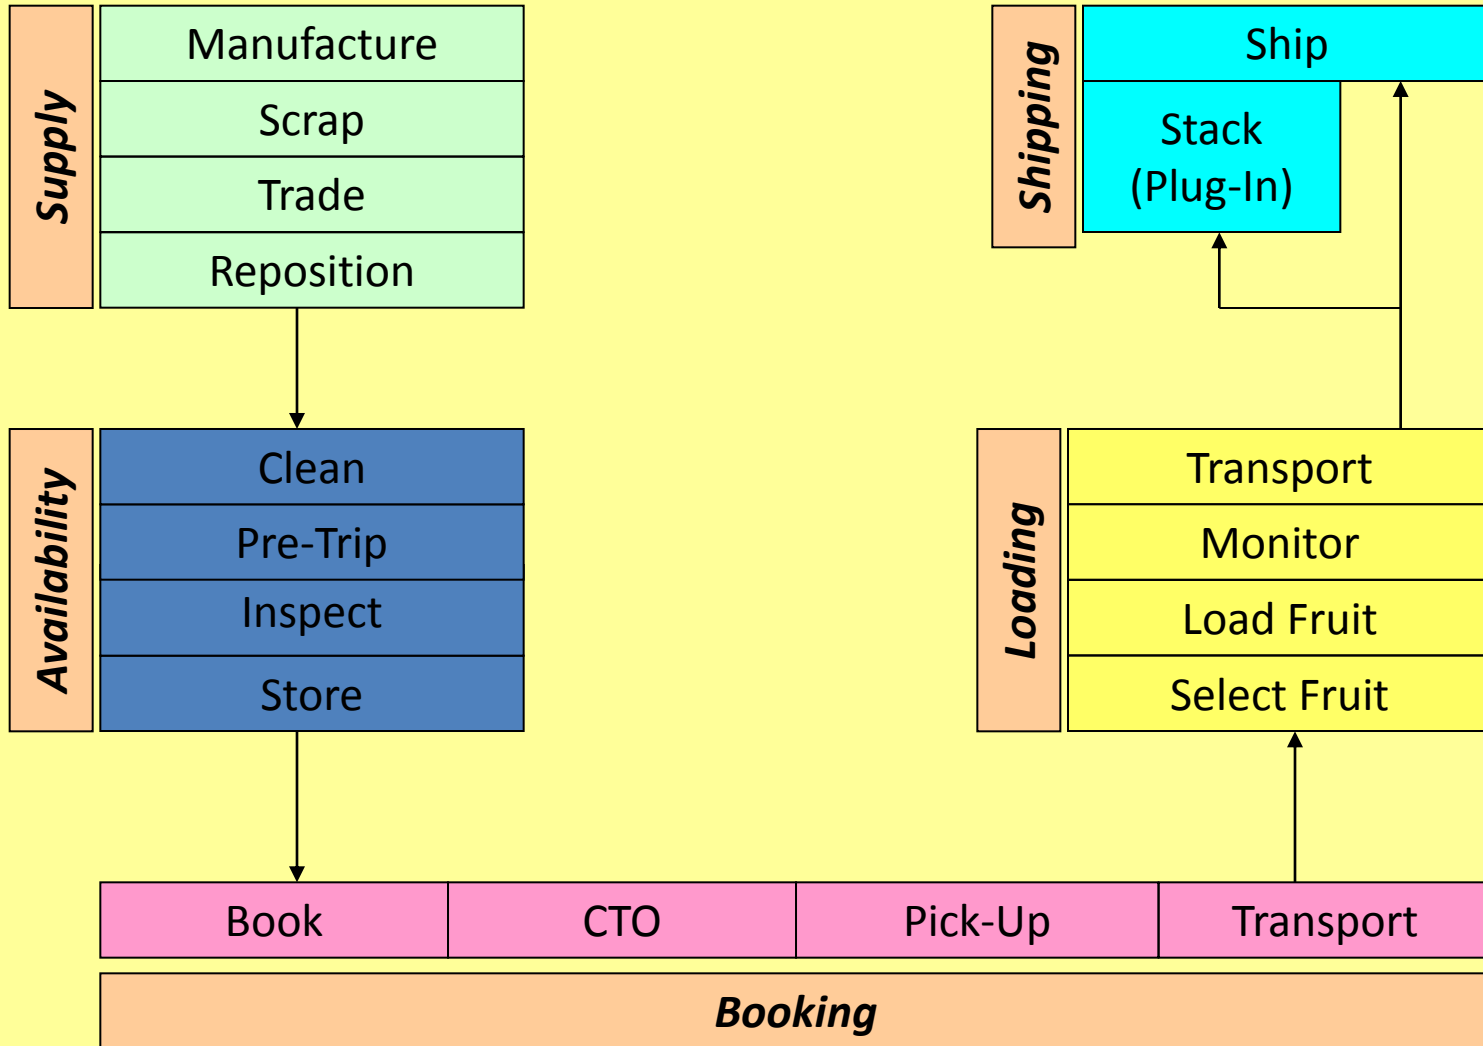 Supply
Manufacture
Scrap
Trade
Reposition
Availability
Clean
Pre-Trip
Inspect
Store
Book
CTO
Pick-Up
Transport
Booking
Loading
Transport
Monitor
Load Fruit
Select Fruit
Shipping
Ship
Stack
(Plug-In)